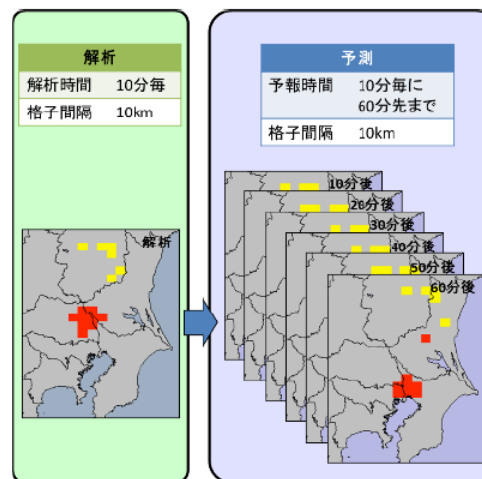 解析
解析時間 10分毎
格子間隔 10km
解析
予測
予報時間 10分毎に
60分先まで
格子間隔 10km
10分後
20分後
30分後
40分後
50分後
60分後